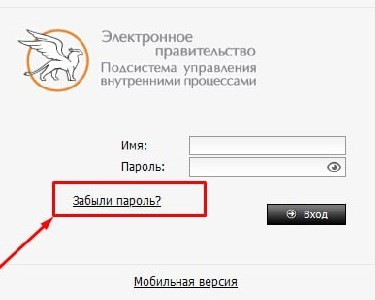 Электронное
правительство
Подсистема управления
внутренними процессами
Имя:
Пароль:
Забыли пароль?
Вход
Мобильная версия